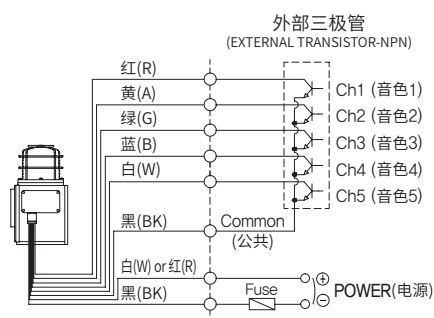 外部三极管
(EXTERNAL TRANSISTOR-NPN)
红(R)
Ch1 (音色1)
黄(A)
Ch2 (音色2)
绿(G)
Ch3 (音色3)
蓝(B)
Ch4 (音色4)
白(W)
Ch5 (音色5)
黑(BK)
Common
(公共)
白(W) or 红(R)
黑(BK)
Fuse
⊕
⊖
POWER(电源)